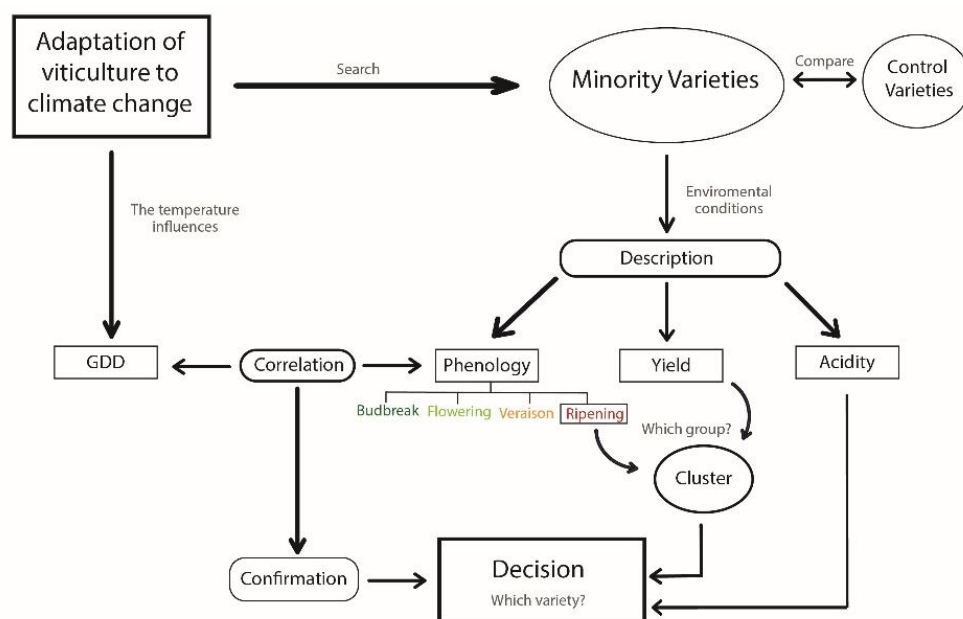 Adaptation of
viticulture to
climate change
Search
Minority Varieties
Compare
Control
Varieties
The temperature
influences
Enviromental
conditions
Description
GDD
Correlation
Phenology
Yield
Acidity
Budbreak Flowering Veraison Ripening
Which group?
Cluster
Confirmation
Decision
Which variety?